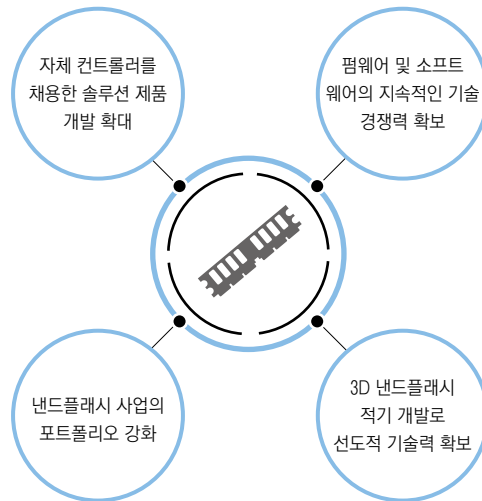 자체 컨트롤러를
채용한 솔루션 제품
개발 확대
펌웨어 및 소프트
웨어의 지속적인 기술
경쟁력 확보
낸드플래시 사업의
포트폴리오 강화
3D 낸드플래시
적기 개발로
선도적 기술력 확보